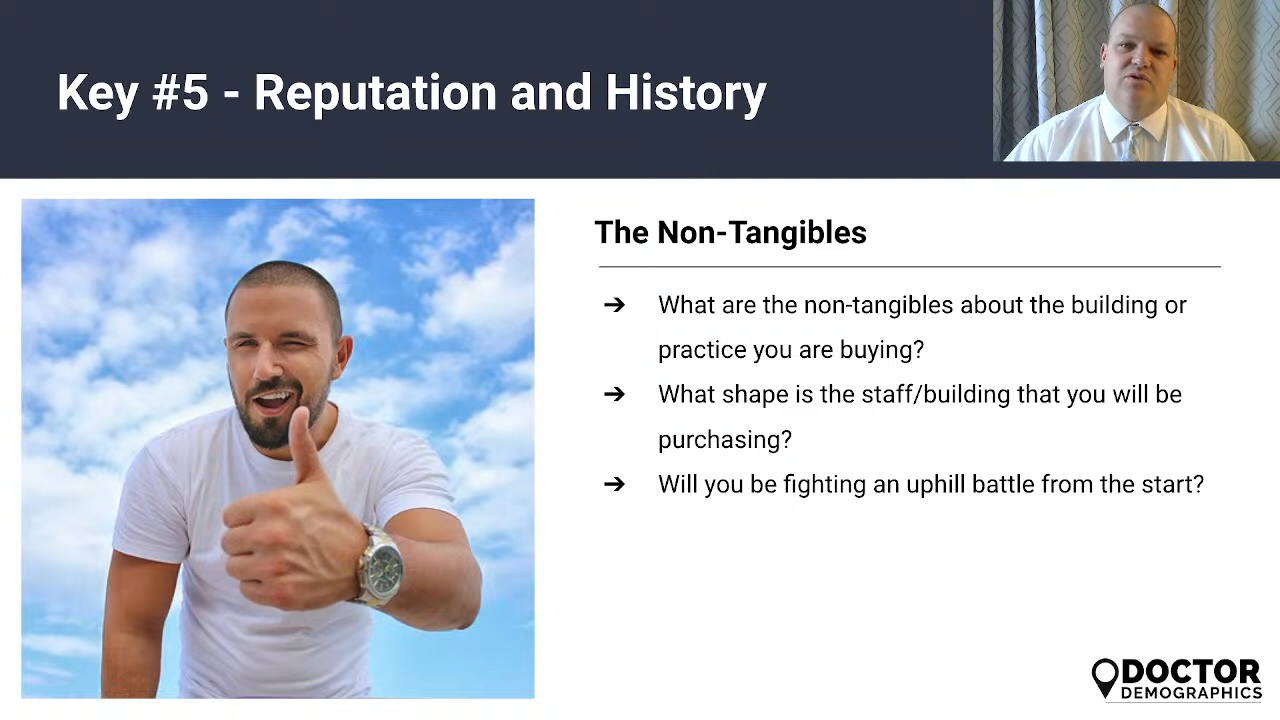 Key #5 - Reputation and History
The Non-Tangibles
➔ What are the non-tangibles about the building or
practice you are buying?
➔ What shape is the staff/building that you will be
purchasing?
➔ Will you be fighting an uphill battle from the start?
DOCTOR
DEMOGRAPHICS